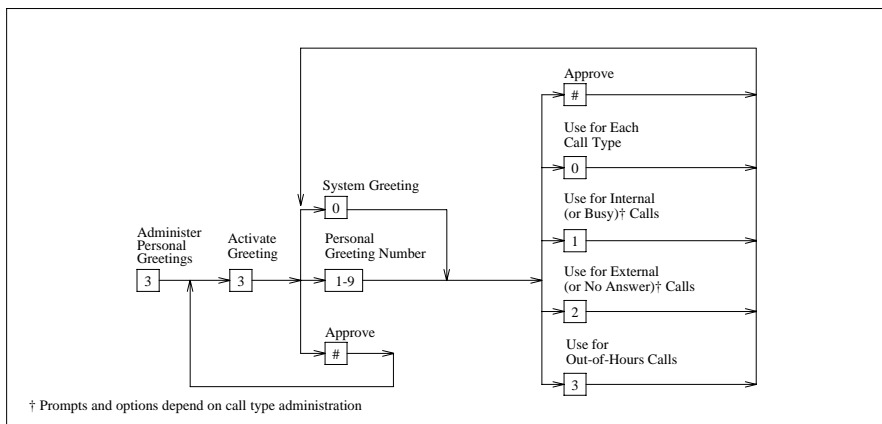 Approve
#
Use for Each
Call Type
0
System Greeting
0
Use for Internal
(or Busy)† Calls
1
Administer
Personal
Greetings
3
Activate
Greeting
3
Personal
Greeting Number
1-9
Use for External
(or No Answer)† Calls
2
Approve
#
Use for
Out-of-Hours Calls
3
† Prompts and options depend on call type administration